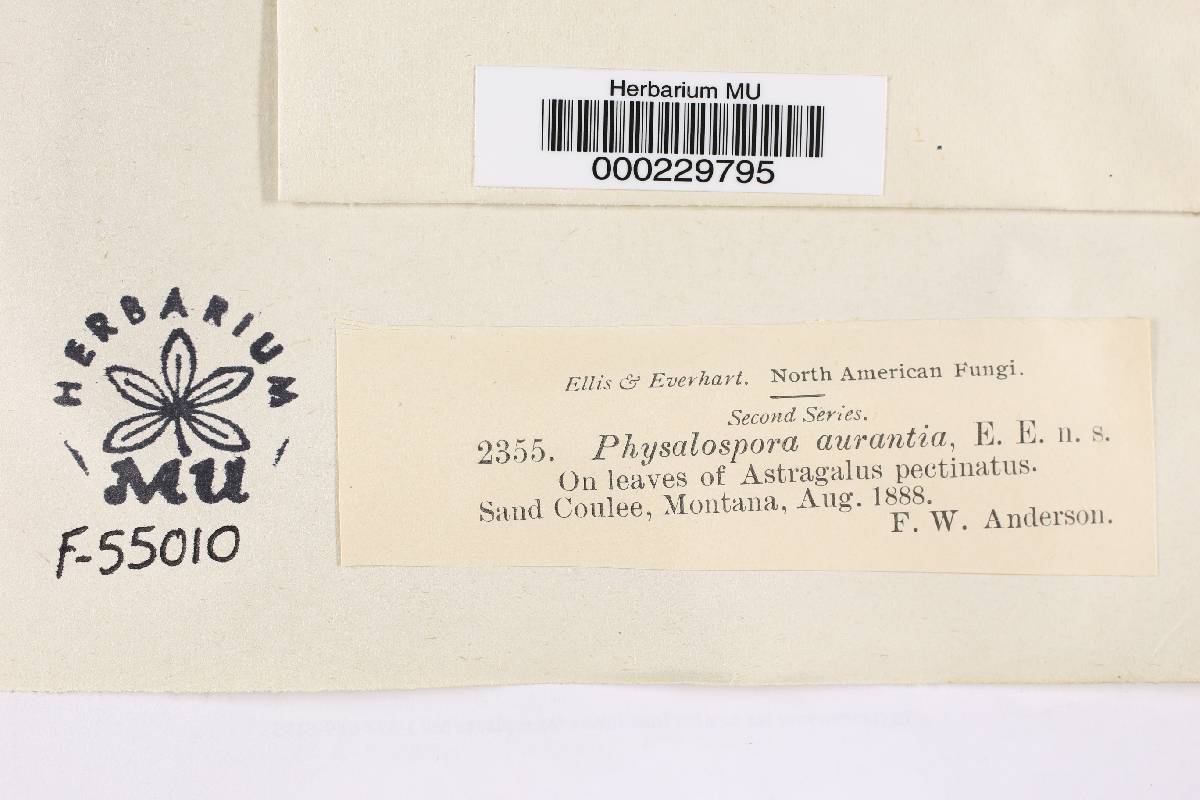 Herbarium MU
000229795
HERBARIUM
MU
F-55010
Ellis & Everhart. North American Fungi.
Second Series.
2355. Physalospora aurantia, E. E. n. s.
On leaves of Astragalus pectinatus.
Sand Coulee, Montana, Aug. 1888.
F. W. Anderson.